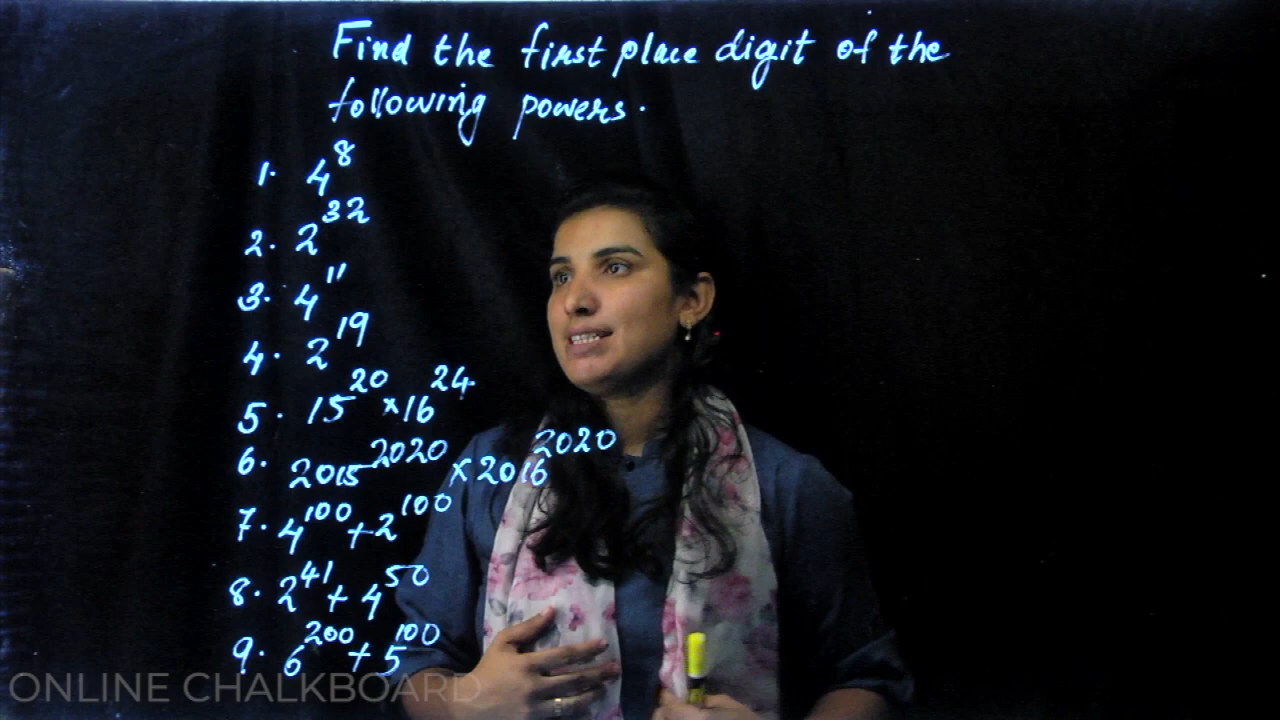 Find the first place digit of the
following powers.
1. 4^8
2. 2^32
3. 4^11
4. 2^19
5. 15^20 × 16^24
6. 2015^2020 × 2016^2020
7. 4^100 + 2^100
8. 2^41 + 4^50
9. 6^200 + 5^100
ONLINE CHALKBOARD